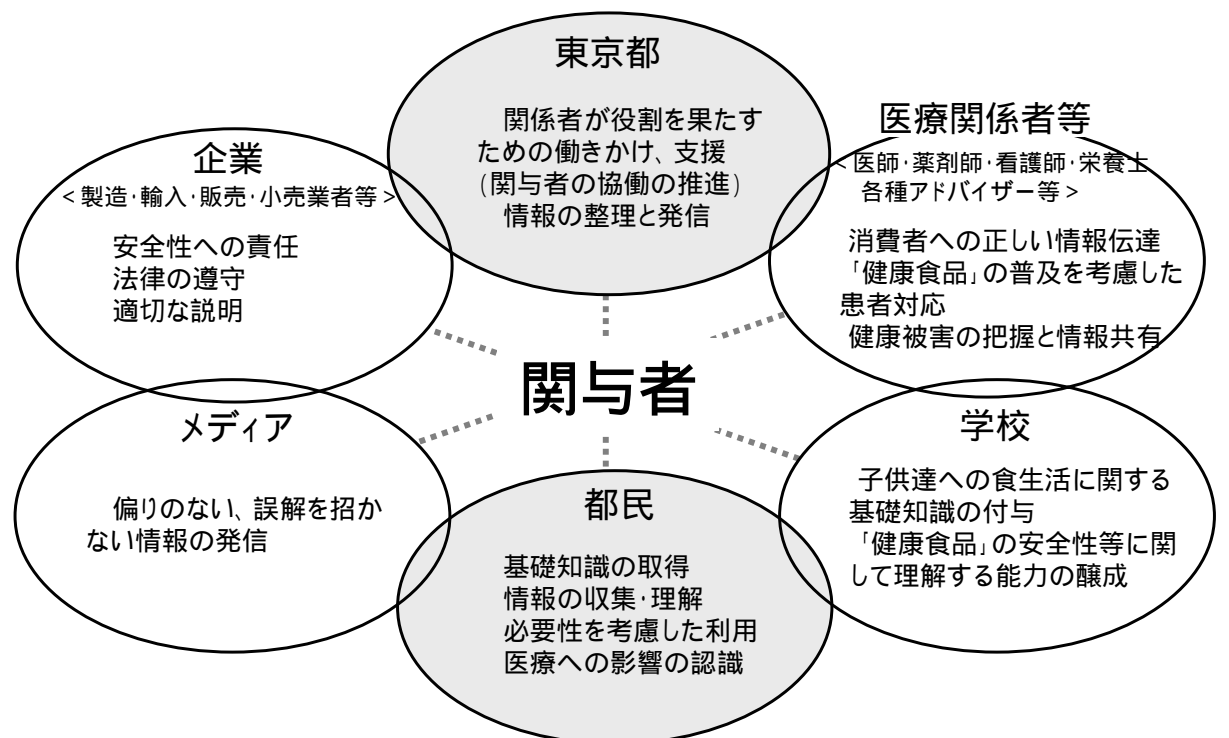 東京都
関係者が役割を果たす
ための働きかけ、支援
(関与者の協働の推進)
情報の整理と発信
企業
<製造・輸入・販売・小売業者等>
安全性への責任
法律の遵守
適切な説明
医療関係者等
<医師・薬剤師・看護師・栄養士
各種アドバイザー等>
消費者への正しい情報伝達
「健康食品」の普及を考慮した
患者対応
健康被害の把握と情報共有
関与者
メディア
偏りのない、誤解を招か
ない情報の発信
都民
基礎知識の取得
情報の収集・理解
必要性を考慮した利用
医療への影響の認識
学校
子供達への食生活に関する
基礎知識の付与
「健康食品」の安全性等に関
して理解する能力の醸成